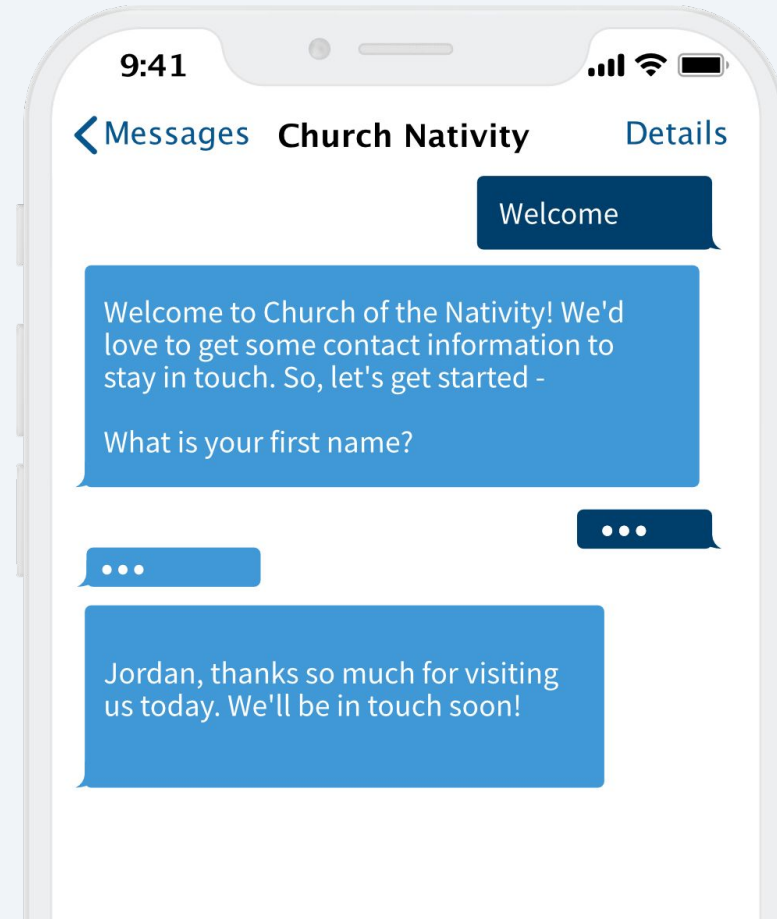 9:41
Messages Church Nativity Details
Welcome
Welcome to Church of the Nativity! We'd
love to get some contact information to
stay in touch. So, let's get started -
What is your first name?
•••
•••
Jordan, thanks so much for visiting
us today. We'll be in touch soon!